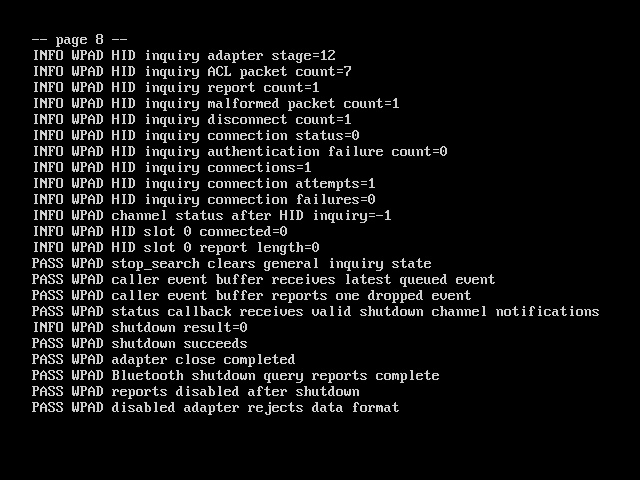 -- page 8 --
INFO WPAD HID inquiry adapter stage=12
INFO WPAD HID inquiry ACL packet count=7
INFO WPAD HID inquiry report count=1
INFO WPAD HID inquiry malformed packet count=1
INFO WPAD HID inquiry disconnect count=1
INFO WPAD HID inquiry connection status=0
INFO WPAD HID inquiry authentication failure count=0
INFO WPAD HID inquiry connections=1
INFO WPAD HID inquiry connection attempts=1
INFO WPAD HID inquiry connection failures=0
INFO WPAD channel status after HID inquiry=-1
INFO WPAD HID slot 0 connected=0
INFO WPAD HID slot 0 report length=0
PASS WPAD stop_search clears general inquiry state
PASS WPAD caller event buffer receives latest queued event
PASS WPAD caller event buffer reports one dropped event
PASS WPAD status callback receives valid shutdown channel notifications
INFO WPAD shutdown result=0
PASS WPAD shutdown succeeds
PASS WPAD adapter close completed
PASS WPAD Bluetooth shutdown query reports complete
PASS WPAD reports disabled after shutdown
PASS WPAD disabled adapter rejects data format